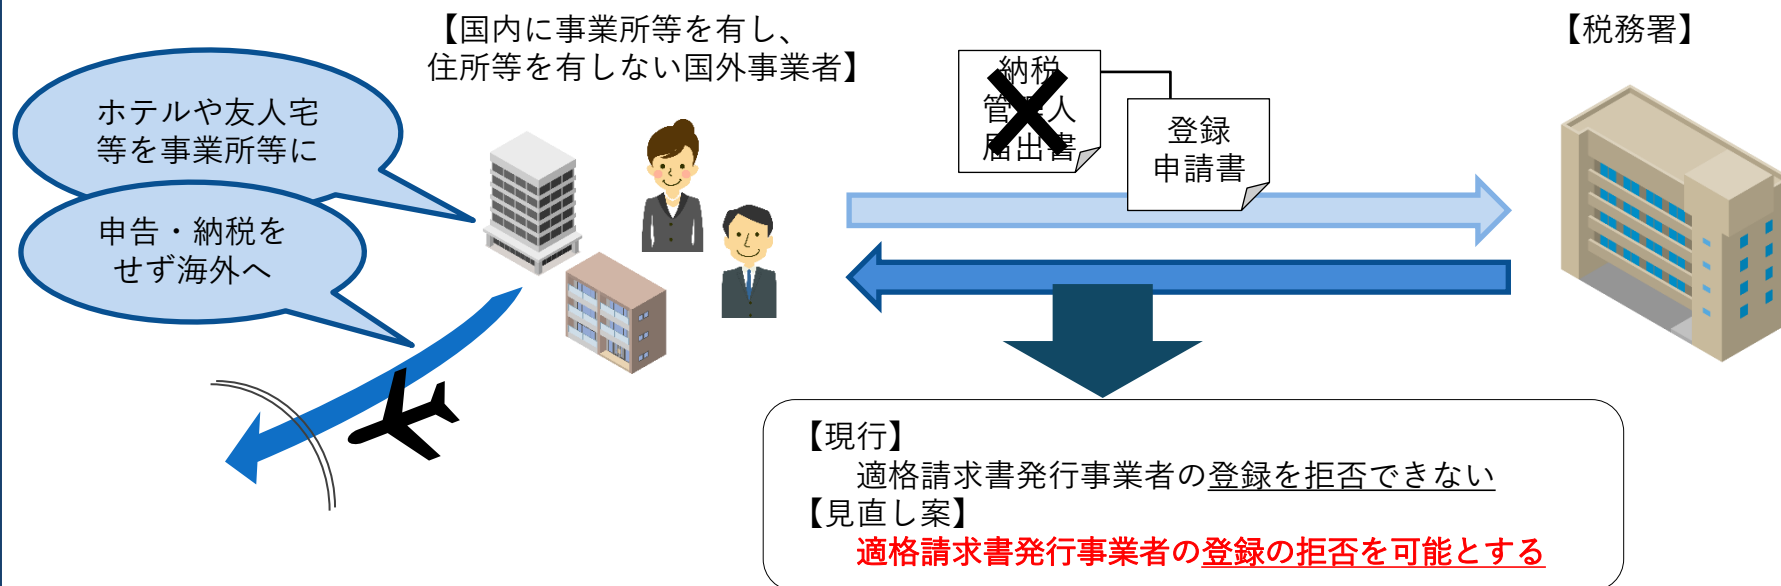 【国内に事業所等を有し、
住所等を有しない国外事業者】
【税務署】
ホテルや友人宅
等を事業所等に
申告・納税を
せず海外へ
納税
管理人
届出書
登録
申請書
【現行】
適格請求書発行事業者の登録を拒否できない
【見直し案】
適格請求書発行事業者の登録の拒否を可能とする